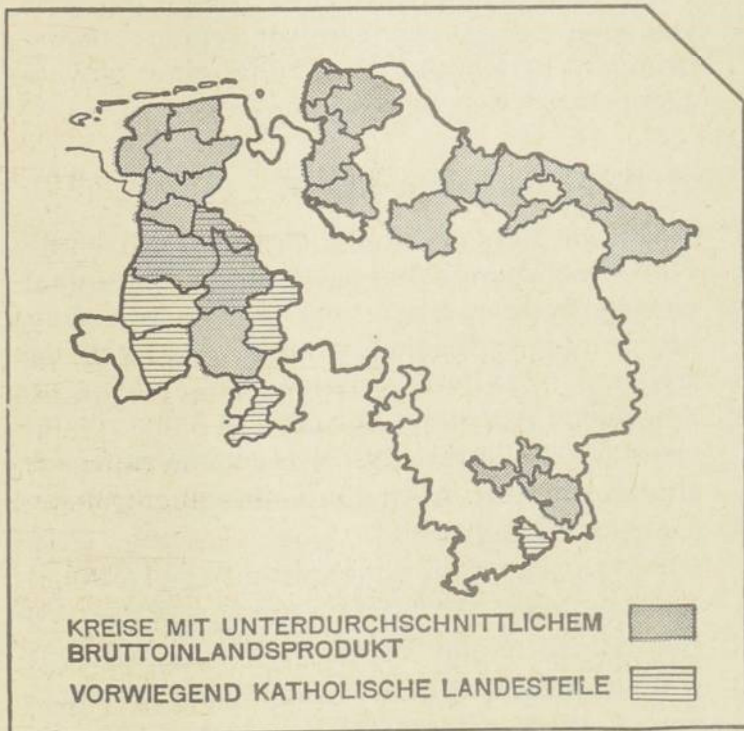 KREISE MIT UNTERDURCHSCHNITTLICHEM
BRUTTOINLANDSPRODUKT
VORWIEGEND KATHOLISCHE LANDESTEILE